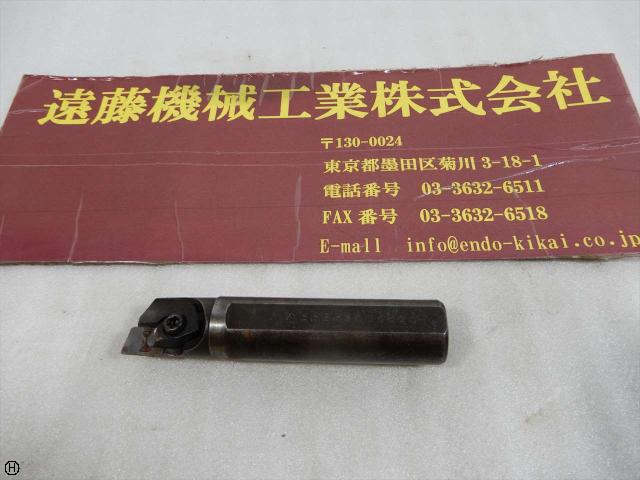 遠藤機械工業株式会社
〒130-0024
東京都墨田区菊川 3-18-1
電話番号 03-3632-6511
FAX 番号 03-3632-6518
E-mall info@endo-kikai.co.jp
H